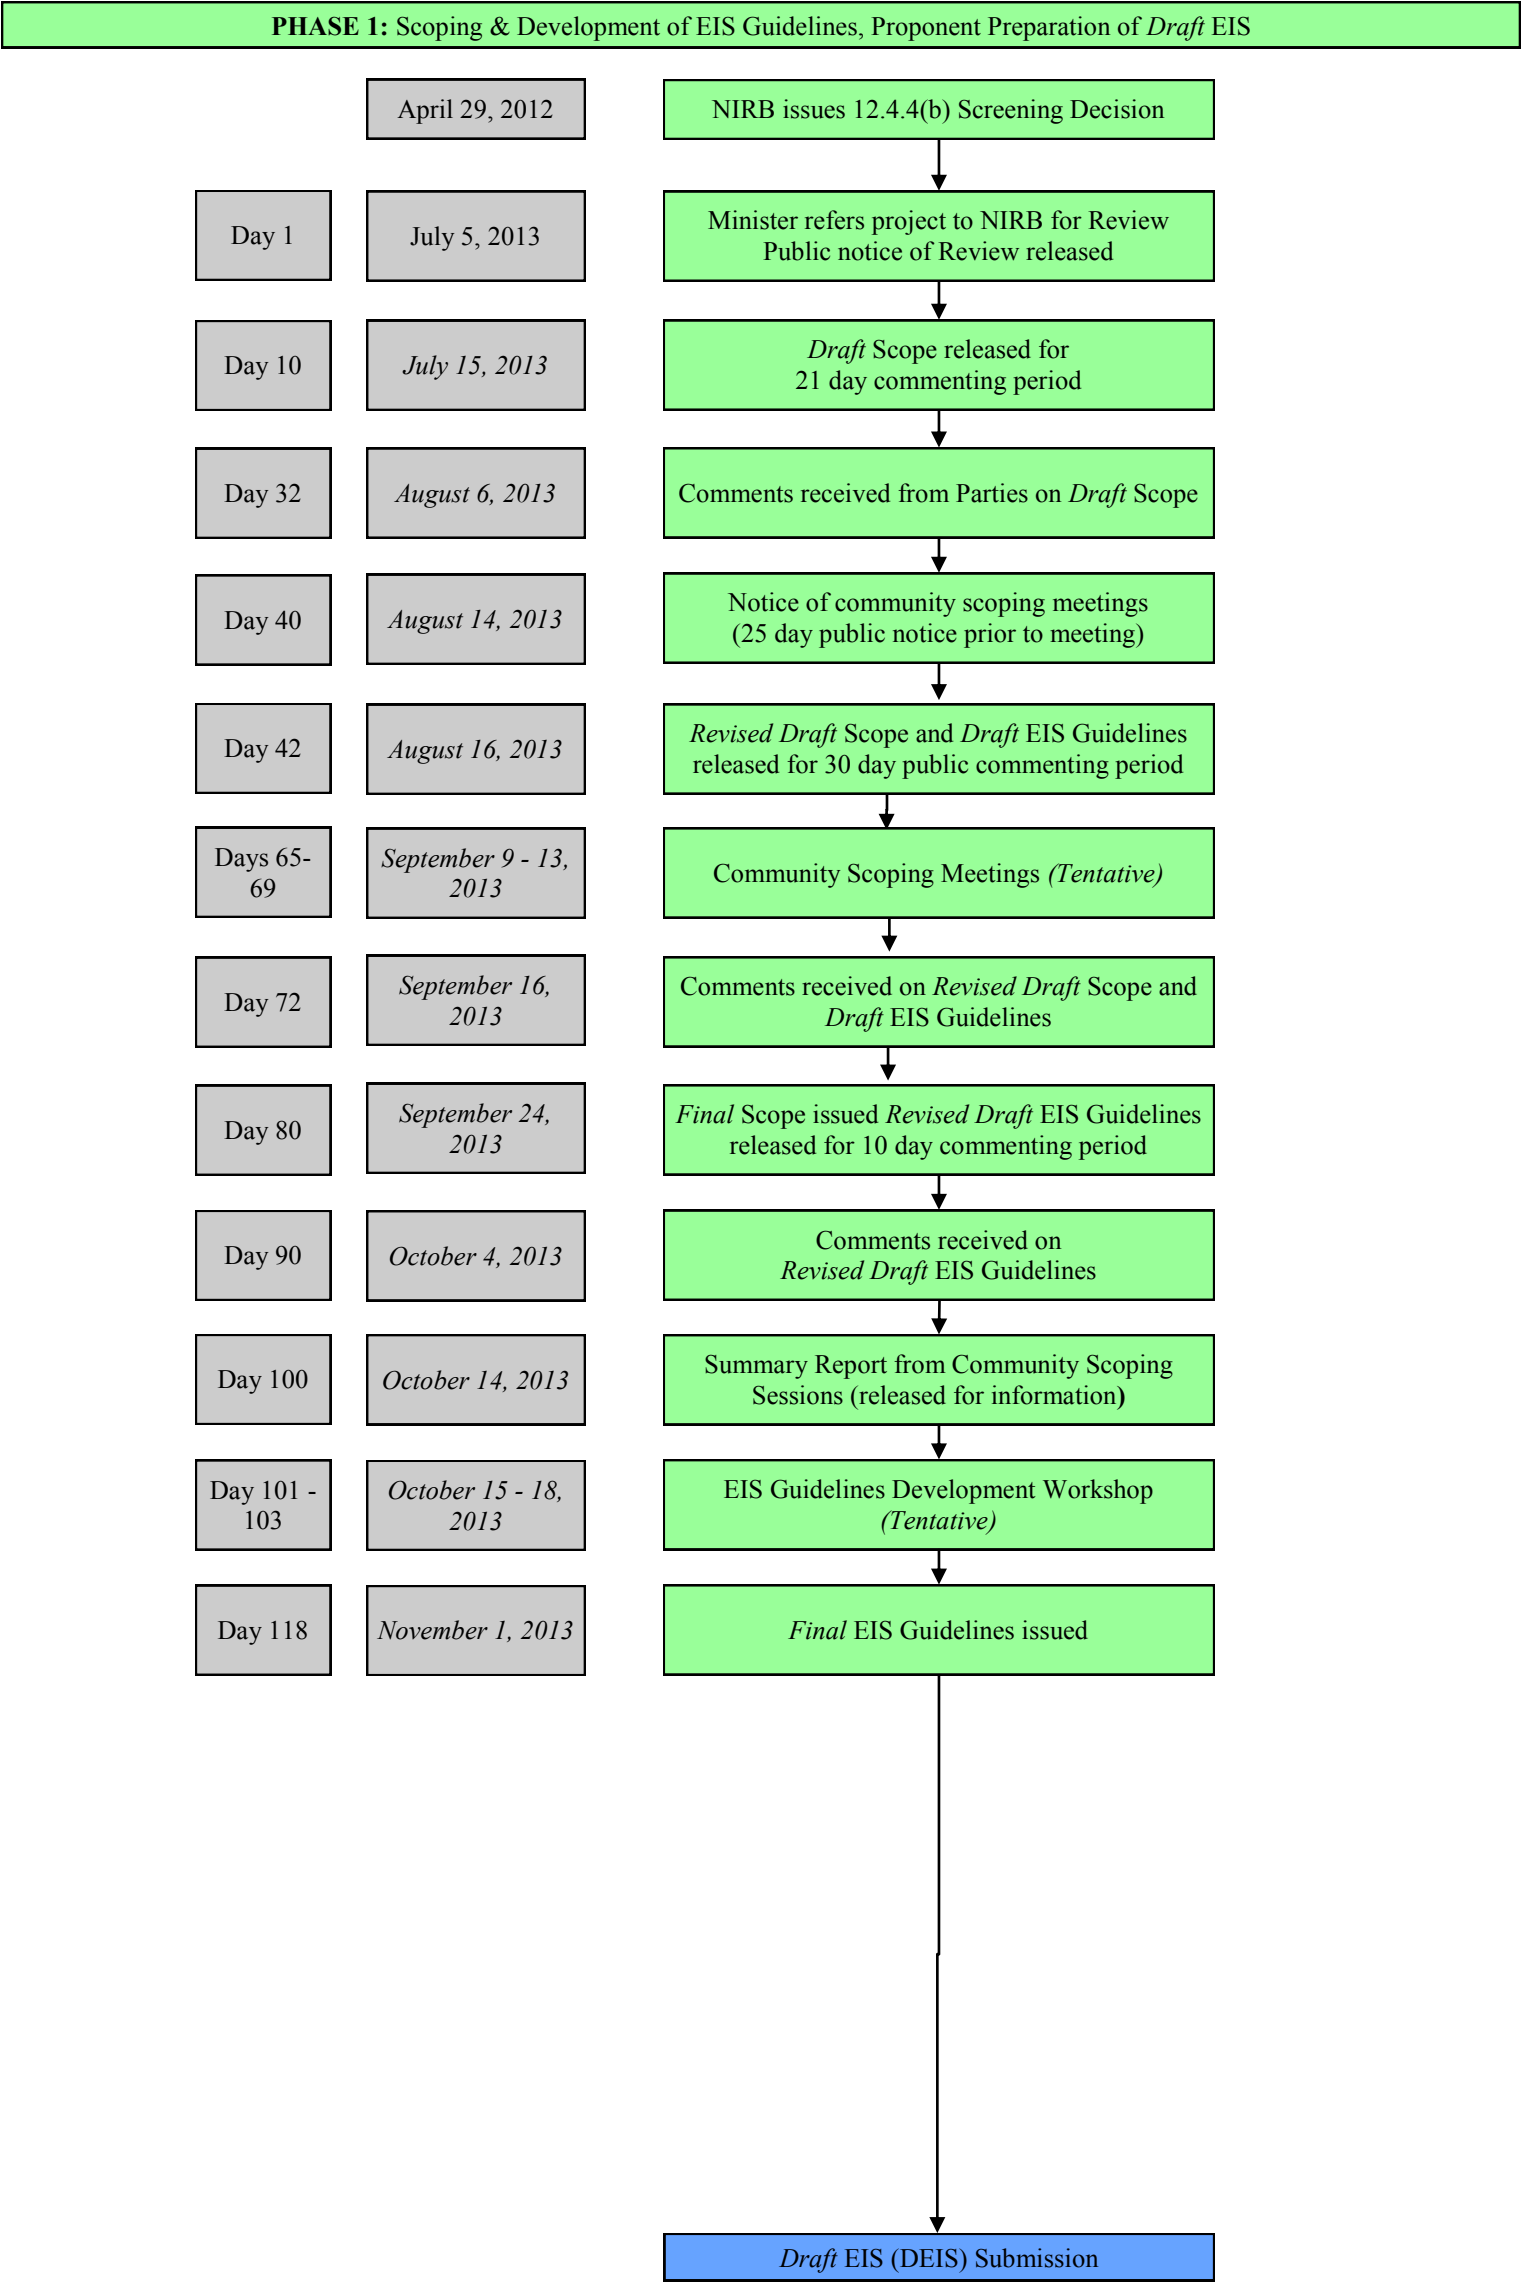 PHASE 1: Scoping & Development of EIS Guidelines, Proponent Preparation of Draft EIS
April 29, 2012
NIRB issues 12.4.4(b) Screening Decision
Day 1
July 5, 2013
Minister refers project to NIRB for Review
Public notice of Review released
Day 10
July 15, 2013
Draft Scope released for
21 day commenting period
Day 32
August 6, 2013
Comments received from Parties on Draft Scope
Day 40
August 14, 2013
Notice of community scoping meetings
(25 day public notice prior to meeting)
Day 42
August 16, 2013
Revised Draft Scope and Draft EIS Guidelines
released for 30 day public commenting period
Days 65-
69
September 9 - 13,
2013
Community Scoping Meetings (Tentative)
Day 72
September 16,
2013
Comments received on Revised Draft Scope and
Draft EIS Guidelines
Day 80
September 24,
2013
Final Scope issued Revised Draft EIS Guidelines
released for 10 day commenting period
Day 90
October 4, 2013
Comments received on
Revised Draft EIS Guidelines
Day 100
October 14, 2013
Summary Report from Community Scoping
Sessions (released for information)
Day 101 -
103
October 15 - 18,
2013
EIS Guidelines Development Workshop
(Tentative)
Day 118
November 1, 2013
Final EIS Guidelines issued
Draft EIS (DEIS) Submission